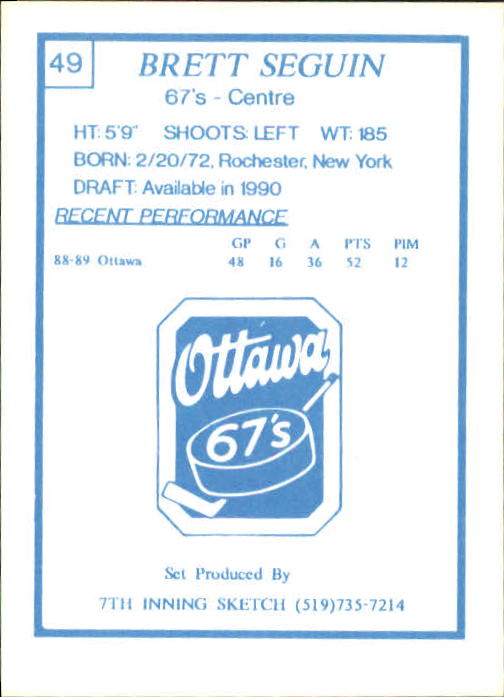 49
BRETT SEGUIN
67's - Centre
HT: 5'9" SHOOTS: LEFT WT: 185
BORN: 2/20/72, Rochester, New York
DRAFT: Available in 1990
RECENT PERFORMANCE
GP G A PTS PIM
88-89 Ottawa 48 16 36 52 12
Ottawa
67's
Set Produced By
7TH INNING SKETCH (519)735-7214